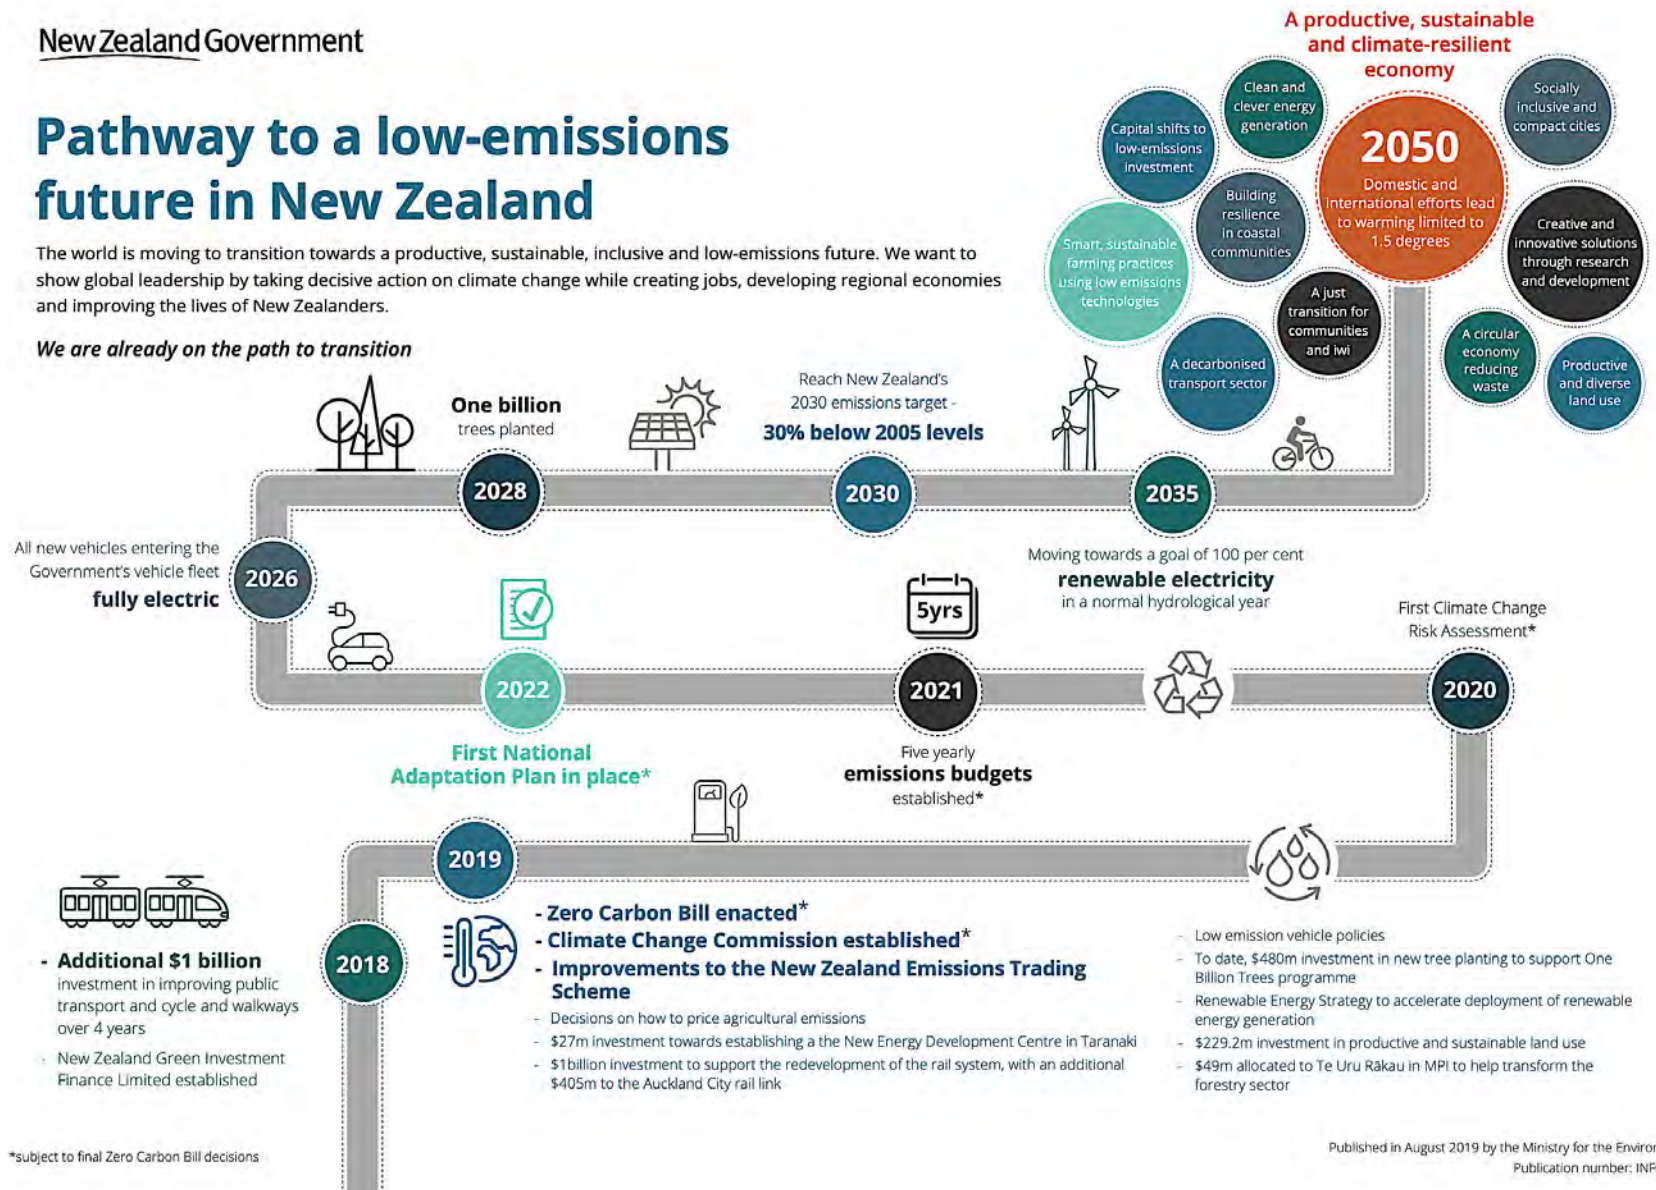 New Zealand Government
Pathway to a low-emissions
future in New Zealand
The world is moving to transition towards a productive, sustainable, inclusive and low-emissions future. We want to
show global leadership by taking decisive action on climate change while creating jobs, developing regional economies
and improving the lives of New Zealanders.
We are already on the path to transition
A productive, sustainable
and climate-resilient
economy
Capital shifts to
low-emissions
investment
Clean and
clever energy
generation
2050
Domestic and
international efforts lead
to warming limited to
1.5 degrees
Socially
inclusive and
compact cities
Building
resilience
in coastal
communities
Smart, sustainable
farming practices
using low emissions
technologies
Creative and
innovative solutions
through research
and development
A just
transition for
communities
and iwi
A decarbonised
transport sector
A circular
economy
reducing
waste
Productive
and diverse
land use
One billion
trees planted
2028
Reach New Zealand's
2030 emissions target -
30% below 2005 levels
2030
2035
Moving towards a goal of 100 per cent
renewable electricity
in a normal hydrological year
All new vehicles entering the
Government's vehicle fleet
fully electric
2026
2022
First National
Adaptation Plan in place*
5yrs
2021
Five yearly
emissions budgets
established*
First Climate Change
Risk Assessment*
2020
2019
- Zero Carbon Bill enacted*
- Climate Change Commission established*
- Improvements to the New Zealand Emissions Trading
Scheme
- Decisions on how to price agricultural emissions
- $27m investment towards establishing a the New Energy Development Centre in Taranaki
- $1billion investment to support the redevelopment of the rail system, with an additional
$405m to the Auckland City rail link
- Low emission vehicle policies
- To date, $480m investment in new tree planting to support One
Billion Trees programme
- Renewable Energy Strategy to accelerate deployment of renewable
energy generation
- $229.2m investment in productive and sustainable land use
- $49m allocated to Te Uru Rākau in MPI to help transform the
forestry sector
2018
- Additional $1 billion
investment in improving public
transport and cycle and walkways
over 4 years
- New Zealand Green Investment
Finance Limited established
*subject to final Zero Carbon Bill decisions
Published in August 2019 by the Ministry for the
Publication number: